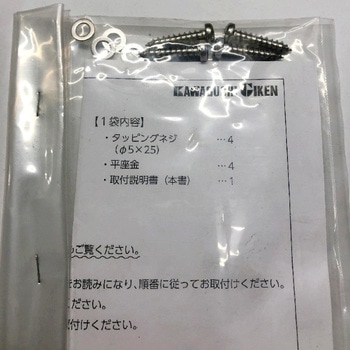 KAWAGUCHI GIKEN
【1袋内容】
・タッピングネジ …4
(φ5×25)
・平座金 …4
・取付説明書（本書） …1
ご覧ください。
お読みになり、順番に従ってお取付けください。
ください。
付けください。